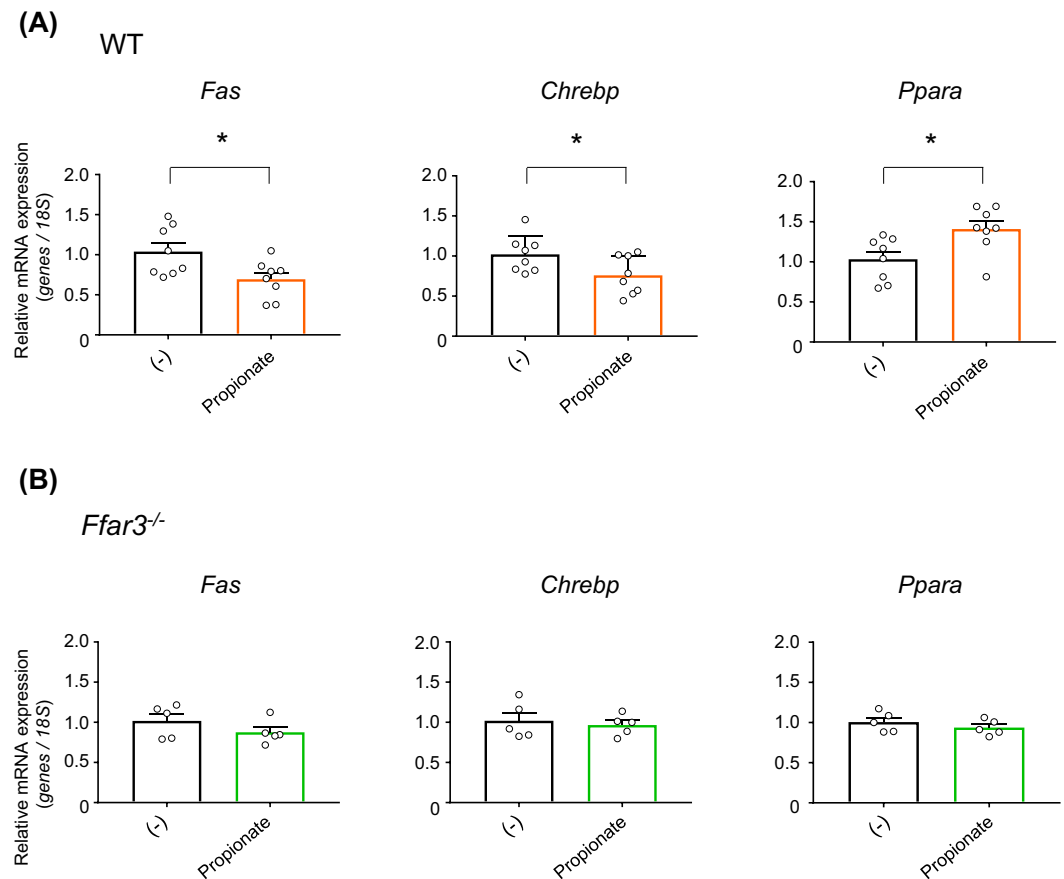 (A)
WT
Fas
Chrebp
Ppara
*
*
*
Relative mRNA expression
(genes / 18S)
2.0
1.5
1.0
0.5
0
(-)
Propionate
2.0
1.5
1.0
0.5
0
(-)
Propionate
2.0
1.5
1.0
0.5
0
(-)
Propionate
(B)
Ffar3-/-
Fas
Chrebp
Ppara
Relative mRNA expression
(genes / 18S)
2.0
1.5
1.0
0.5
0
(-)
Propionate
2.0
1.5
1.0
0.5
0
(-)
Propionate
2.0
1.5
1.0
0.5
0
(-)
Propionate